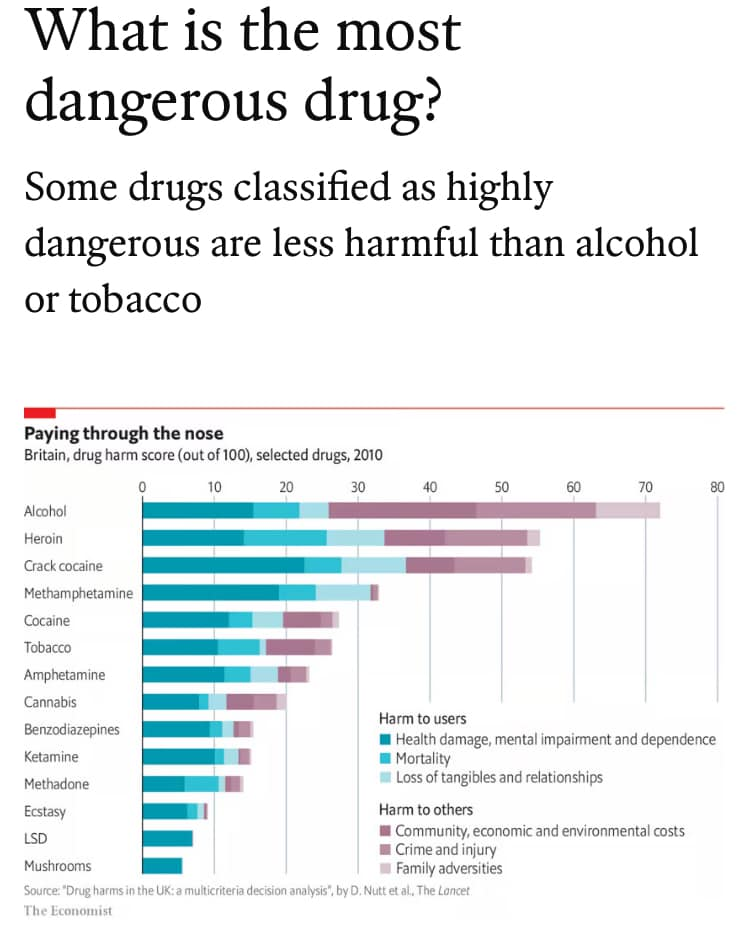 What is the most
dangerous drug?
Some drugs classified as highly
dangerous are less harmful than alcohol
or tobacco
Paying through the nose
Britain, drug harm score (out of 100), selected drugs, 2010
0 10 20 30 40 50 60 70 80
Alcohol
Heroin
Crack cocaine
Methamphetamine
Cocaine
Tobacco
Amphetamine
Cannabis
Benzodiazepines
Ketamine
Methadone
Ecstasy
LSD
Mushrooms
Harm to users
Health damage, mental impairment and dependence
Mortality
Loss of tangibles and relationships
Harm to others
Community, economic and environmental costs
Crime and injury
Family adversities
Source: "Drug harms in the UK: a multicriteria decision analysis", by D. Nutt et al., The Lancet
The Economist